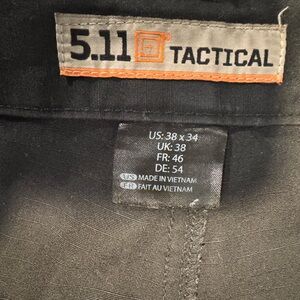 5.11 TACTICAL
US: 38 x 34
UK: 38
FR: 46
DE: 54
US MADE IN VIETNAM
FR FAIT AU VIETNAM